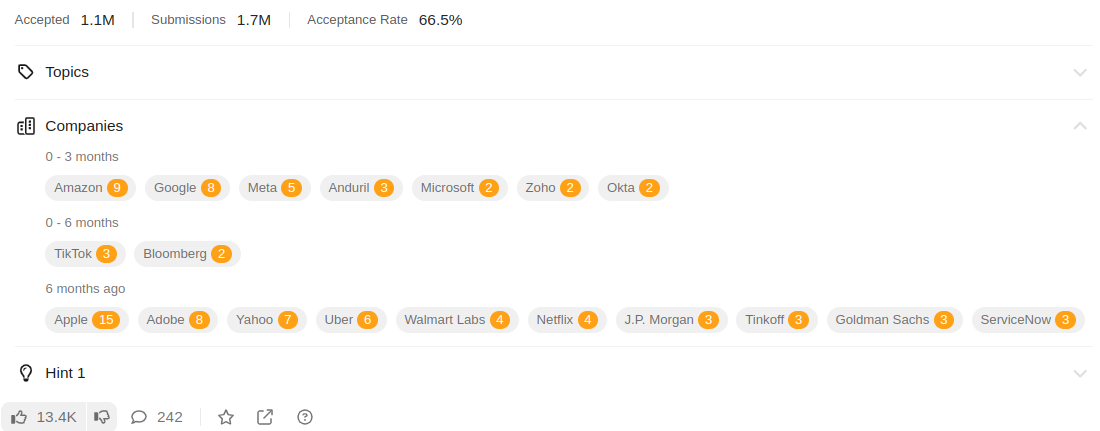 Accepted 1.1M Submissions 1.7M Acceptance Rate 66.5%
Topics
Companies
0 - 3 months
Amazon 9 Google 8 Meta 5 Anduril 3 Microsoft 2 Zoho 2 Okta 2
0 - 6 months
TikTok 3 Bloomberg 2
6 months ago
Apple 15 Adobe 8 Yahoo 7 Uber 6 Walmart Labs 4 Netflix 4 J.P. Morgan 3 Tinkoff 3 Goldman Sachs 3 ServiceNow 3
Hint 1
13.4K 242